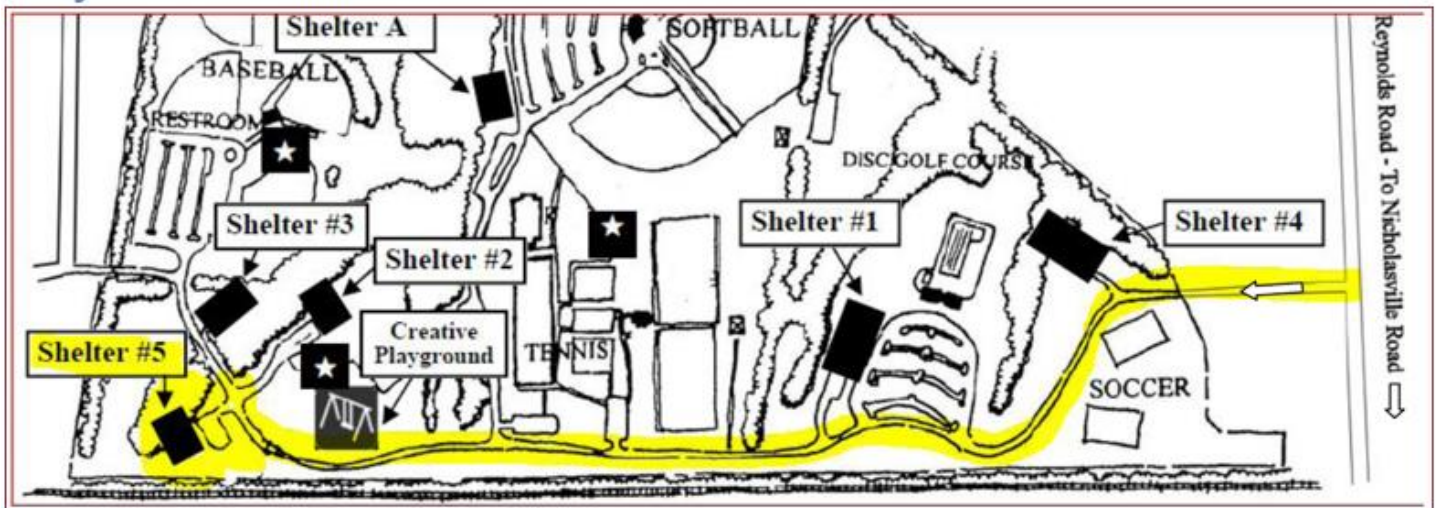 Shelter A
SOFTBALL
BASEBALL
RESTROOM
DISC GOLF COURSE
Shelter #3
Shelter #1
Shelter #4
Shelter #2
Creative
Playground
Shelter #5
TENNIS
SOCCER
Reynolds Road - To Nicholasville Road